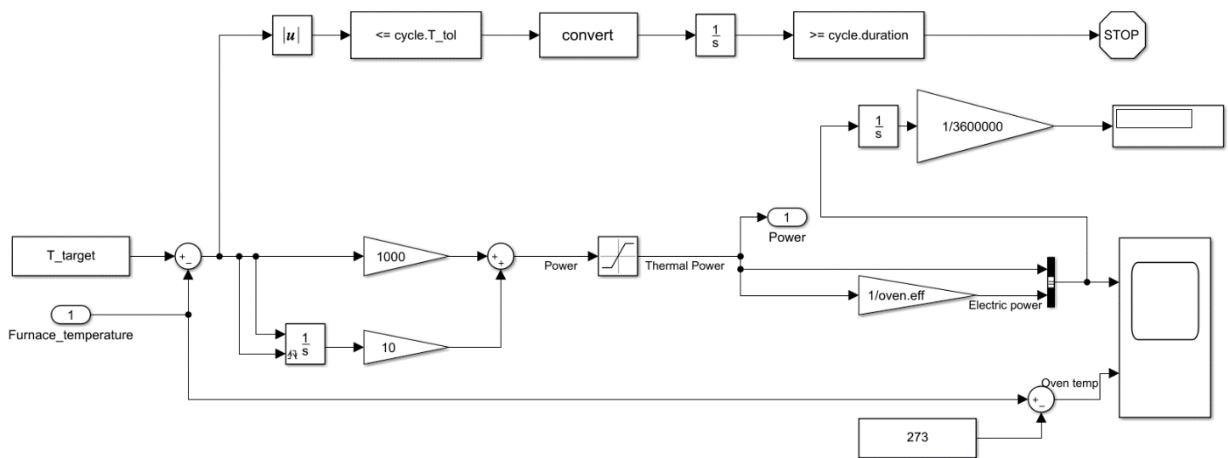 |u|
<= cycle.T_tol
convert
1
s
>= cycle.duration
STOP
1
s
1/3600000
T_target
1000
Power
Thermal Power
1
Power
1
Furnace_temperature
1
s
10
1/oven.eff
Electric power
Oven temp
273